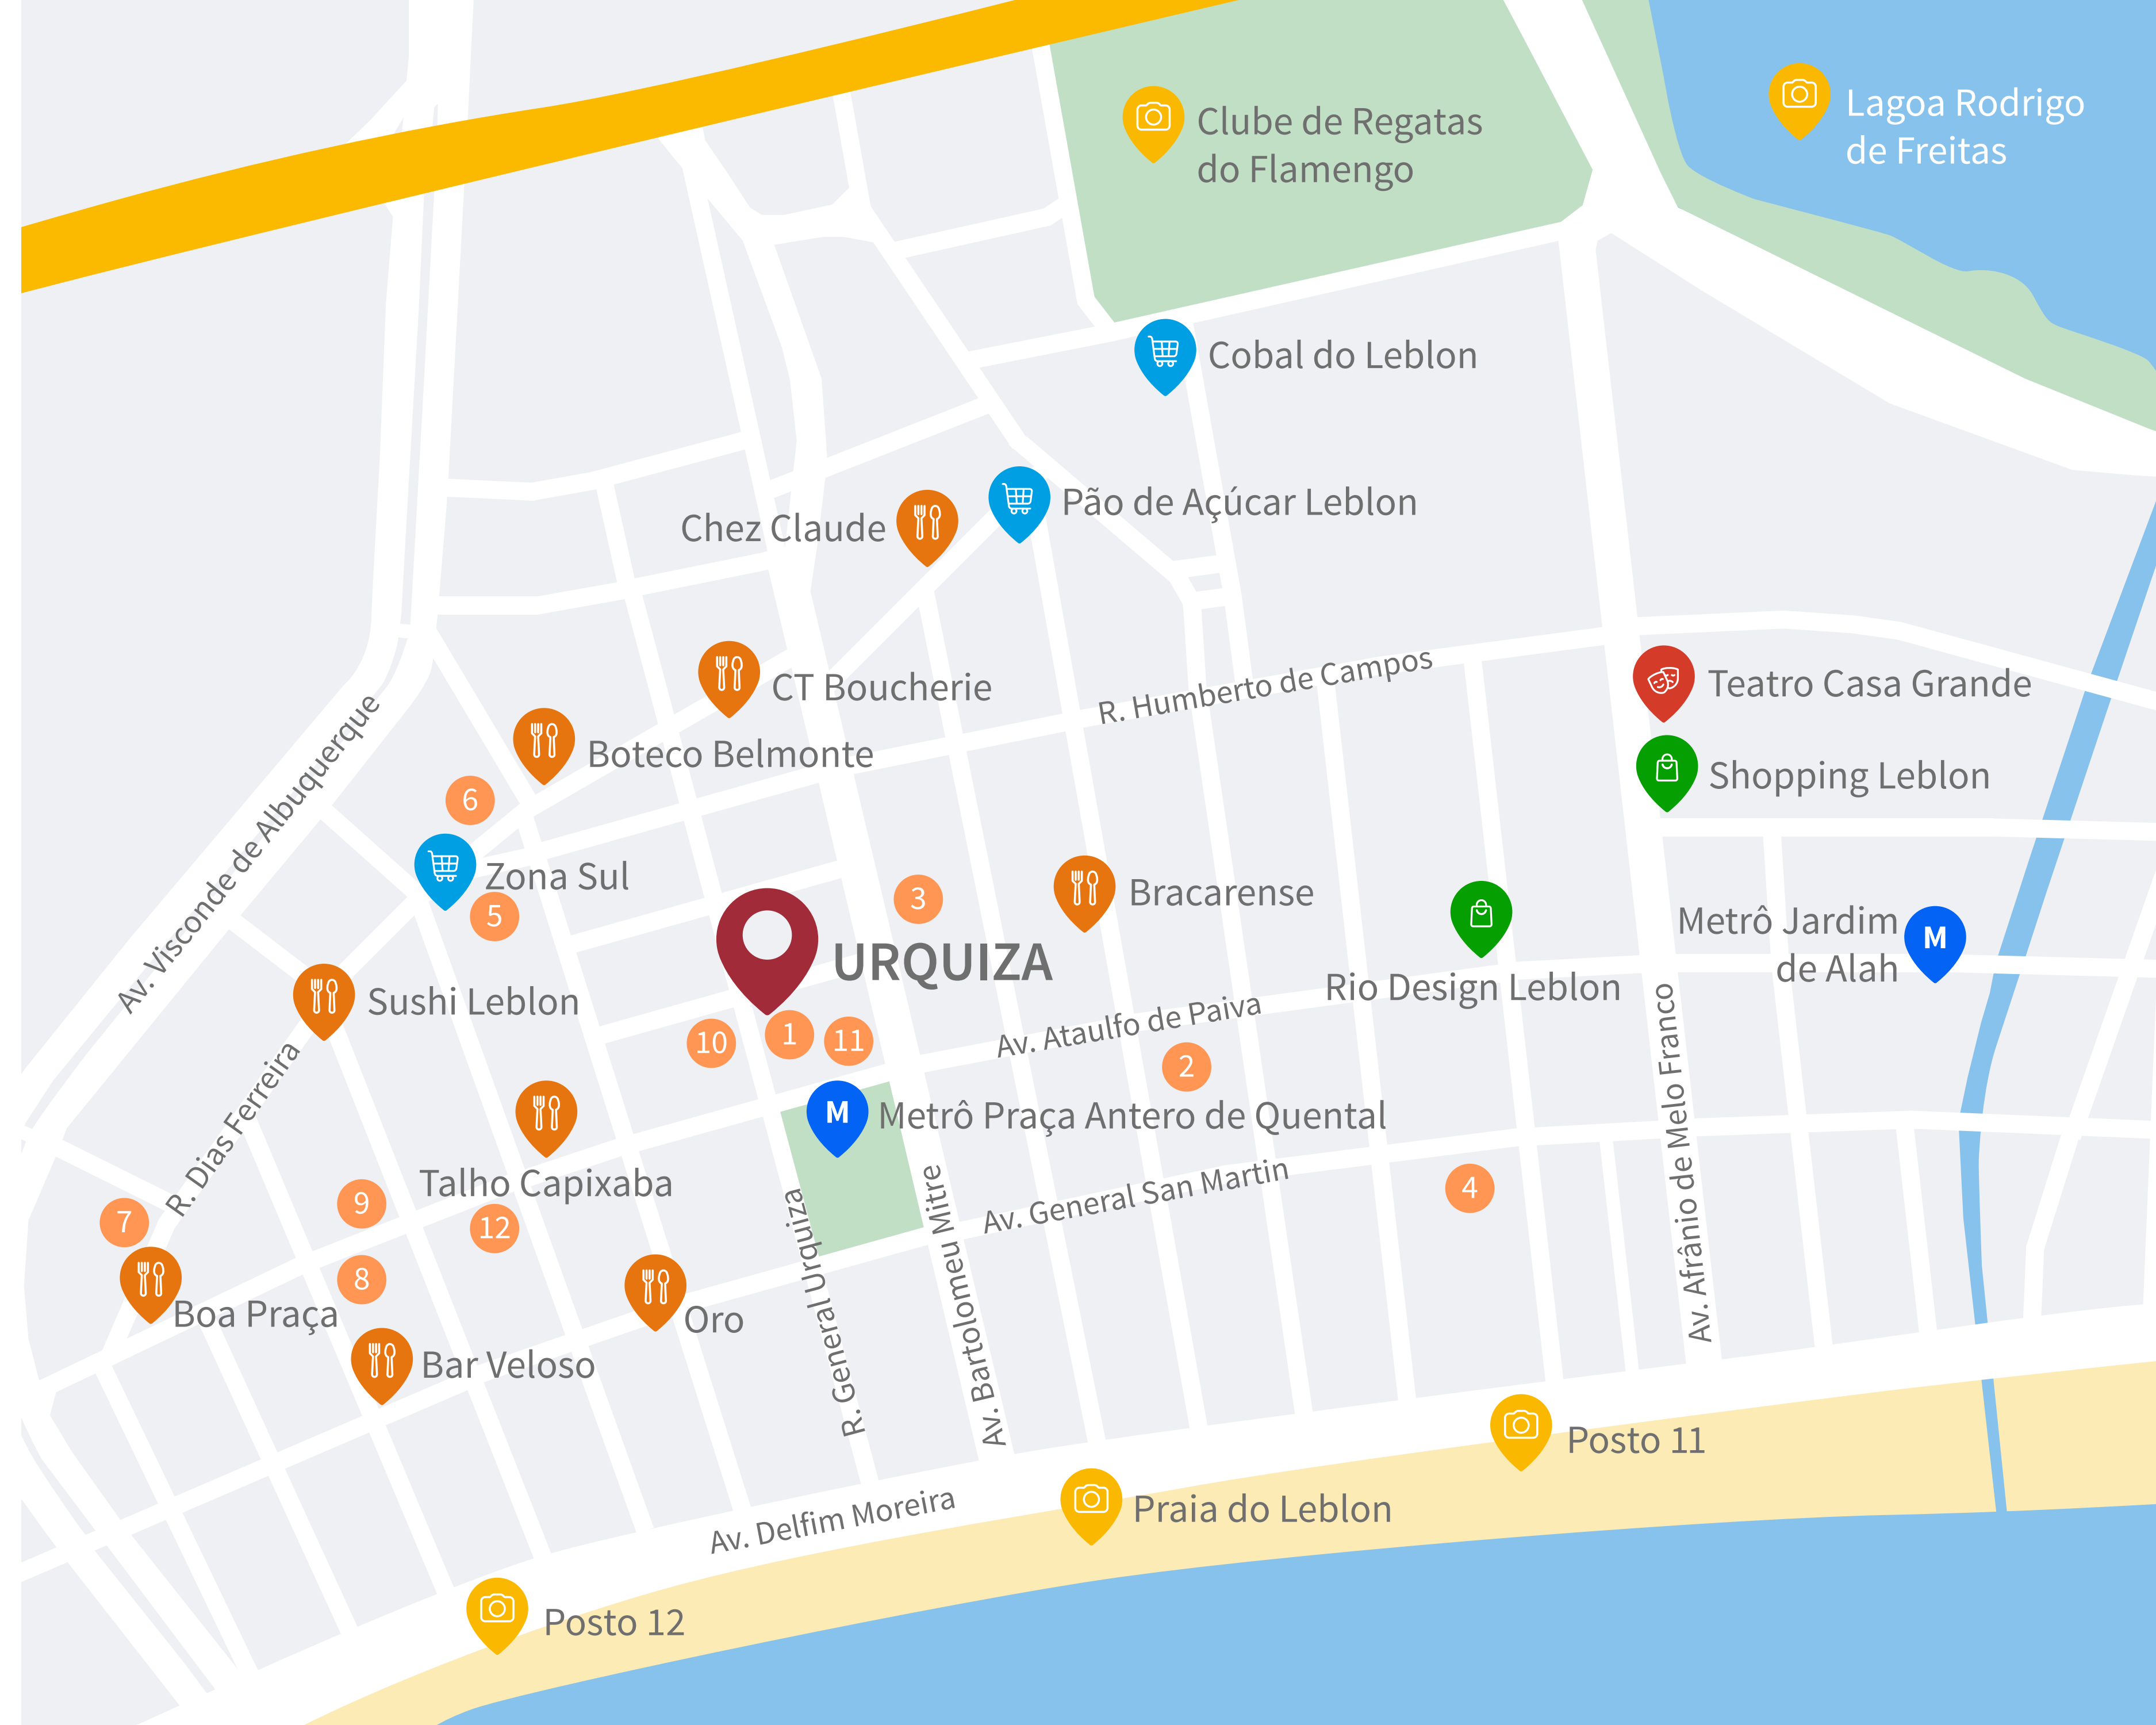 Clube de Regatas
do Flamengo
Lagoa Rodrigo
de Freitas
Cobal do Leblon
Pão de Açúcar Leblon
Chez Claude
R. Humberto de Campos
CT Boucherie
Teatro Casa Grande
Boteco Belmonte
Shopping Leblon
6
Av. Visconde de Albuquerque
Zona Sul
5
3
Bracarense
URQUIZA
Rio Design Leblon
Metrô Jardim
de Alah
M
Sushi Leblon
10
1
11
Av. Ataulfo de Paiva
2
M
Metrô Praça Antero de Quental
Av. Afrânio de Melo Franco
R. Dias Ferreira
Talho Capixaba
9
12
7
8
Av. General San Martin
4
Boa Praça
Oro
Bar Veloso
R. General Urquiza
Av. Bartolomeu Mitre
Posto 11
Av. Delfim Moreira
Praia do Leblon
Posto 12